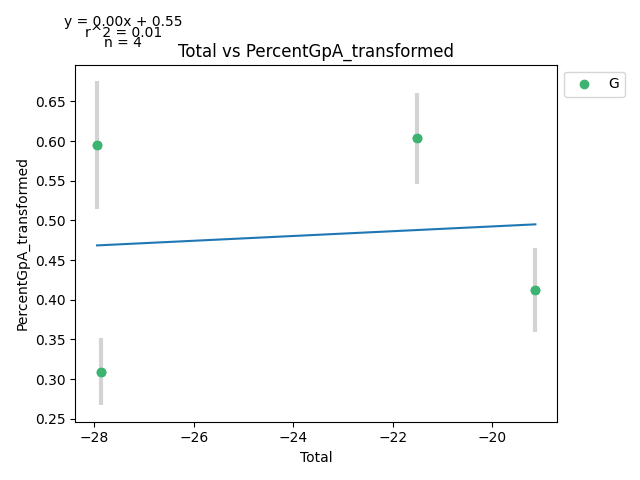 y = 0.00x + 0.55
r^2 = 0.01
n = 4
Total vs PercentGpA_transformed
G
PercentGpA_transformed
0.65
0.60
0.55
0.50
0.45
0.40
0.35
0.30
0.25
−28
−26
−24
−22
−20
Total